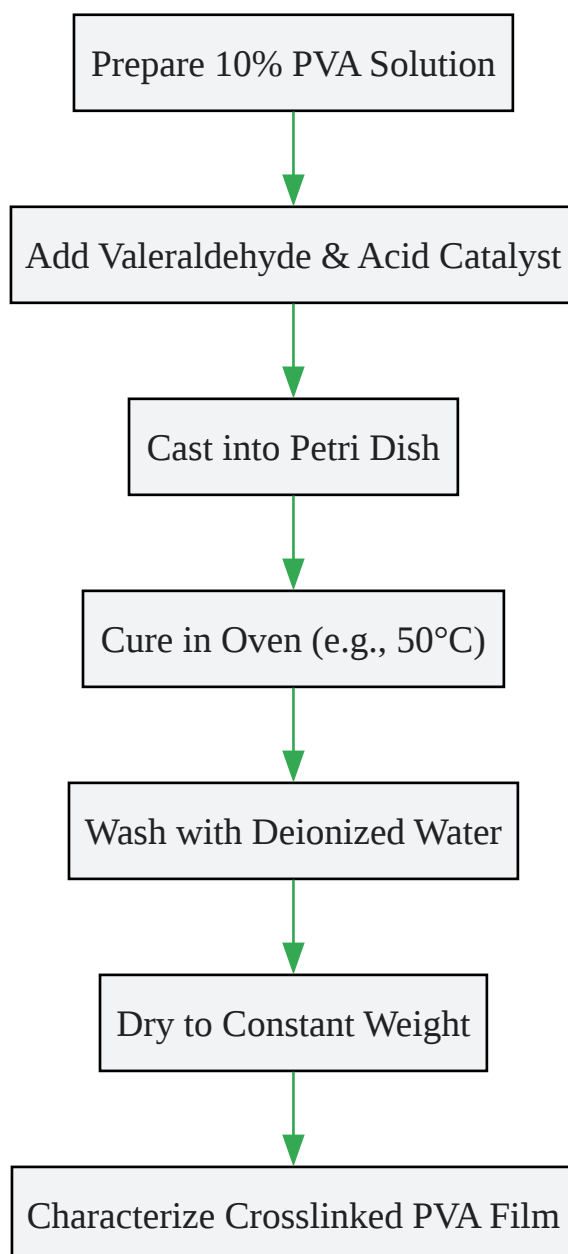 Prepare 10% PVA Solution
Add Valeraldehyde & Acid Catalyst
Cast into Petri Dish
Cure in Oven (e.g., 50°C)
Wash with Deionized Water
Dry to Constant Weight
Characterize Crosslinked PVA Film